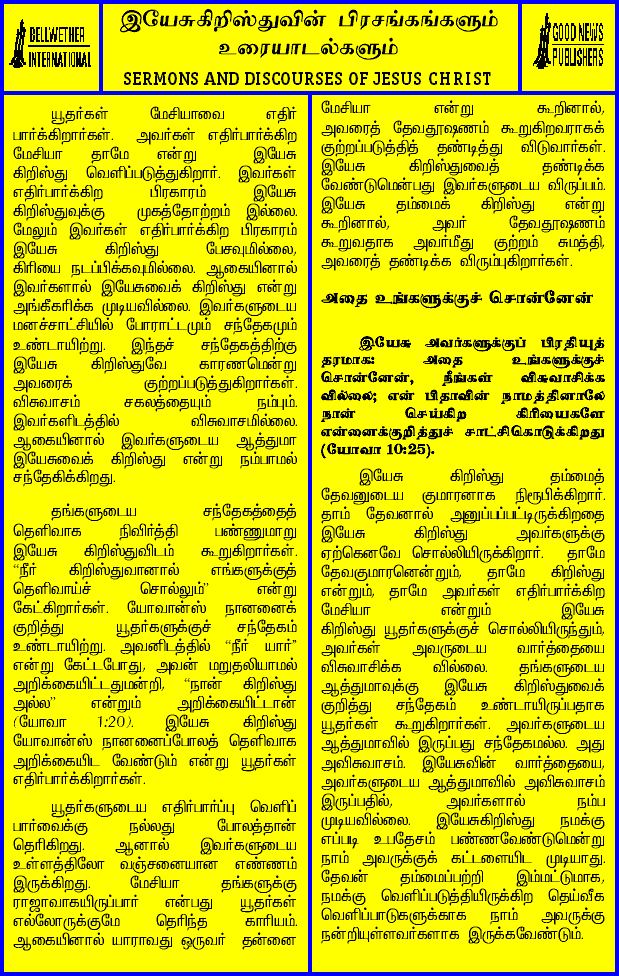 BELLWETHER
INTERNATIONAL
இயேசுகிறிஸ்துவின் பிரசங்கங்களும்
உரையாடல்களும்
SERMONS AND DISCOURSES OF JESUS CHRIST
GOOD NEWS
PUBLISHERS
யூதர்கள் மேசியாவை எதிர்
பார்க்கிறார்கள். அவர்கள் எதிர்பார்க்கிற
மேசியா தாமே என்று இயேசு
கிறிஸ்து வெளிப்படுத்துகிறார். இவர்கள்
எதிர்பார்க்கிற பிரகாரம் இயேசு
கிறிஸ்துவுக்கு முகத்தோற்றம் இல்லை.
மேலும் இவர்கள் எதிர்பார்க்கிற பிரகாரம்
இயேசு கிறிஸ்து பேசவுமில்லை,
கிரியை நடப்பிக்கவுமில்லை. ஆகையினால்
இவர்களால் இயேசுவைக் கிறிஸ்து என்று
அங்கீகரிக்க முடியவில்லை. இவர்களுடைய
மனச்சாட்சியில் போராட்டமும் சந்தேகமும்
உண்டாயிற்று. இந்தச் சந்தேகத்திற்கு
இயேசு கிறிஸ்துவே காரணமென்று
அவரைக் குற்றப்படுத்துகிறார்கள்.
விசுவாசம் சகலத்தையும் நம்பும்.
இவர்களிடத்தில் விசுவாசமில்லை.
ஆகையினால் இவர்களுடைய ஆத்துமா
இயேசுவைக் கிறிஸ்து என்று நம்பாமல்
சந்தேகிக்கிறது.
தங்களுடைய சந்தேகத்தைத்
தெளிவாக நிவிர்த்தி பண்ணுமாறு
இயேசு கிறிஸ்துவிடம் கூறுகிறார்கள்.
“நீர் கிறிஸ்துவானால் எங்களுக்குத்
தெளிவாய்ச் சொல்லும்” என்று
கேட்கிறார்கள். யோவான்ஸ் நானனைக்
குறித்து யூதர்களுக்குச் சந்தேகம்
உண்டாயிற்று. அவனிடத்தில் “நீர் யார்”
என்று கேட்டபோது, அவன் மறுதலியாமல்
அறிக்கையிட்டதுமன்றி, “நான் கிறிஸ்து
அல்ல” என்றும் அறிக்கையிட்டான்
(யோவா 1:20). இயேசு கிறிஸ்து
யோவான்ஸ் நானனைப்போலத் தெளிவாக
அறிக்கையிட வேண்டும் என்று யூதர்கள்
எதிர்பார்க்கிறார்கள்.
யூதர்களுடைய எதிர்பார்ப்பு வெளிப்
பார்வைக்கு நல்லது போலத்தான்
தெரிகிறது. ஆனால் இவர்களுடைய
உள்ளத்திலோ வஞ்சனையான எண்ணம்
இருக்கிறது. மேசியா தங்களுக்கு
ராஜாவாகயிருப்பார் என்பது யூதர்கள்
எல்லோருக்குமே தெரிந்த காரியம்.
ஆகையினால் யாராவது ஒருவர் தன்னை
மேசியா என்று கூறினால்,
அவரைத் தேவதூஷணம் கூறுகிறவராகக்
குற்றப்படுத்தித் தண்டித்து விடுவார்கள்.
இயேசு கிறிஸ்துவைத் தண்டிக்க
வேண்டுமென்பது இவர்களுடைய விருப்பம்.
இயேசு தம்மைக் கிறிஸ்து என்று
கூறினால், அவர் தேவதூஷணம்
கூறுவதாக அவர்மீது குற்றம் சுமத்தி,
அவரைத் தண்டிக்க விரும்புகிறார்கள்.
அதை உங்களுக்குச் சொன்னேன்
இயேசு அவர்களுக்குப் பிரதியுத்
தரமாக: அதை உங்களுக்குச்
சொன்னேன், நீங்கள் விசுவாசிக்க
வில்லை; என் பிதாவின் நாமத்தினாலே
நான் செய்கிற கிரியைகளே
என்னைக்குறித்துச் சாட்சிகொடுக்கிறது
(யோவா 10:25).
இயேசு கிறிஸ்து தம்மைத்
தேவனுடைய குமாரனாக நிரூபிக்கிறார்.
தாம் தேவனால் அனுப்பப்பட்டிருக்கிறதை
இயேசு கிறிஸ்து அவர்களுக்கு
ஏற்கெனவே சொல்லியிருக்கிறார். தாமே
தேவகுமாரனென்றும், தாமே கிறிஸ்து
என்றும், தாமே அவர்கள் எதிர்பார்க்கிற
மேசியா என்றும் இயேசு
கிறிஸ்து யூதர்களுக்குச் சொல்லியிருந்தும்,
அவர்கள் அவருடைய வார்த்தையை
விசுவாசிக்க வில்லை. தங்களுடைய
ஆத்துமாவுக்கு இயேசு கிறிஸ்துவைக்
குறித்து சந்தேகம் உண்டாயிருப்பதாக
யூதர்கள் கூறுகிறார்கள். அவர்களுடைய
ஆத்துமாவில் இருப்பது சந்தேகமல்ல. அது
அவிசுவாசம். இயேசுவின் வார்த்தையை,
அவர்களுடைய ஆத்துமாவில் அவிசுவாசம்
இருப்பதில், அவர்களால் நம்ப
முடியவில்லை. இயேசுகிறிஸ்து நமக்கு
எப்படி உபதேசம் பண்ணவேண்டுமென்று
நாம் அவருக்குக் கட்டளையிட முடியாது.
தேவன் தம்மைப்பற்றி இம்மட்டுமாக,
நமக்கு வெளிப்படுத்தியிருக்கிற தெய்வீக
வெளிப்பாடுகளுக்காக நாம் அவருக்கு
நன்றியுள்ளவர்களாக இருக்கவேண்டும்.